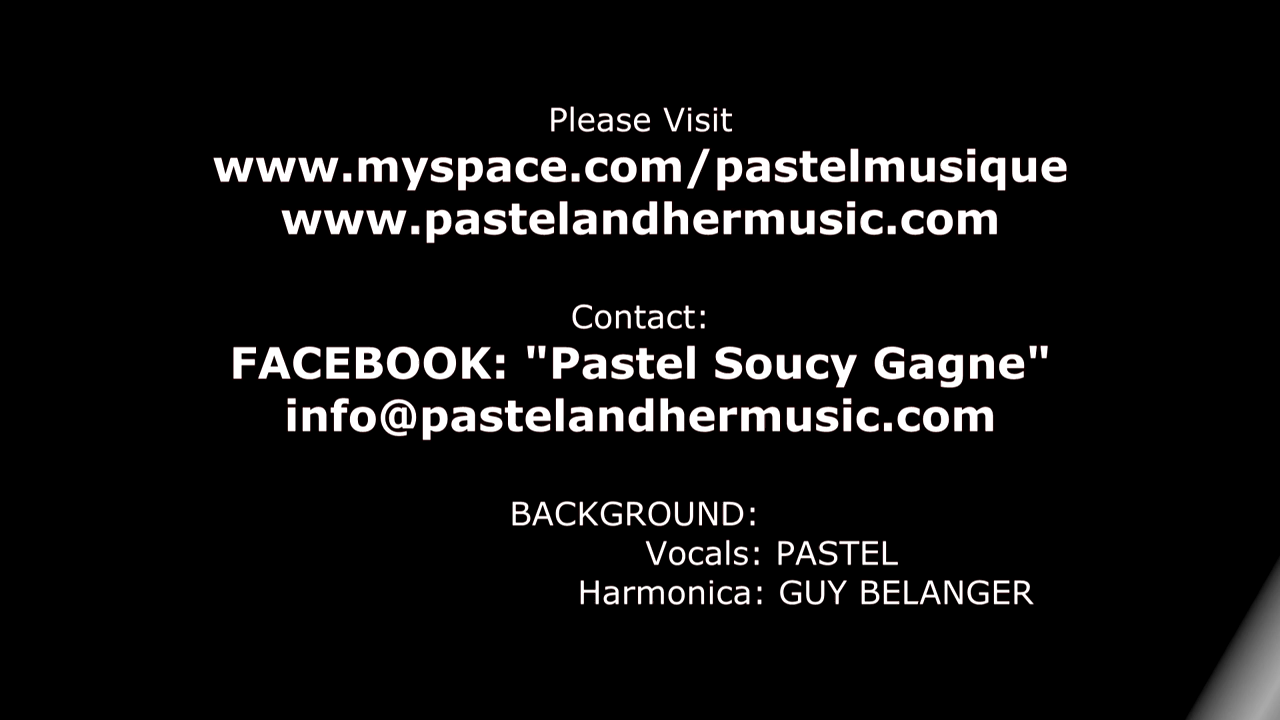 Please Visit
www.myspace.com/pastelmusique
www.pastelandhermusic.com
Contact:
FACEBOOK: "Pastel Soucy Gagne"
info@pastelandhermusic.com
BACKGROUND:
Vocals: PASTEL
Harmonica: GUY BELANGER